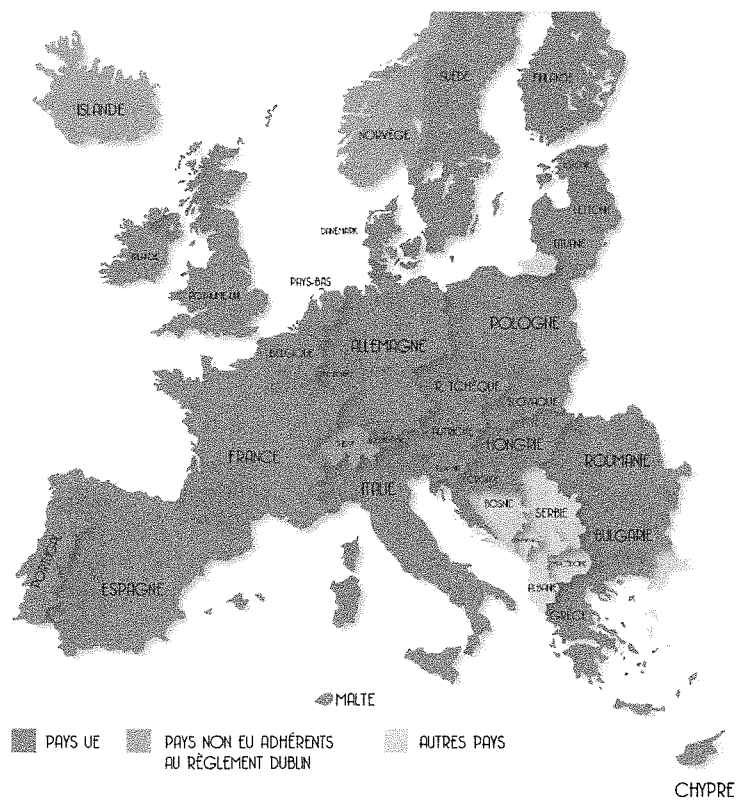 ISLANDE
SUÈDE
FINLANDE
NORVÈGE
DANEMARK
LETTONIE
LITUANIE
IRLANDE
ROYAUME-UNI
PAYS-BAS
POLOGNE
BELGIQUE
ALLEMAGNE
R. TCHÈQUE
SLOVAQUIE
AUTRICHE
HONGRIE
ROUMANIE
FRANCE
SUISSE
ITALIE
CROATIE
BOSNIE
SERBIE
BULGARIE
PORTUGAL
ESPAGNE
ALBANIE
GRÈCE
MALTE
PAYS UE
PAYS NON EU ADHÉRENTS
AU RÈGLEMENT DUBLIN
AUTRES PAYS
CHYPRE